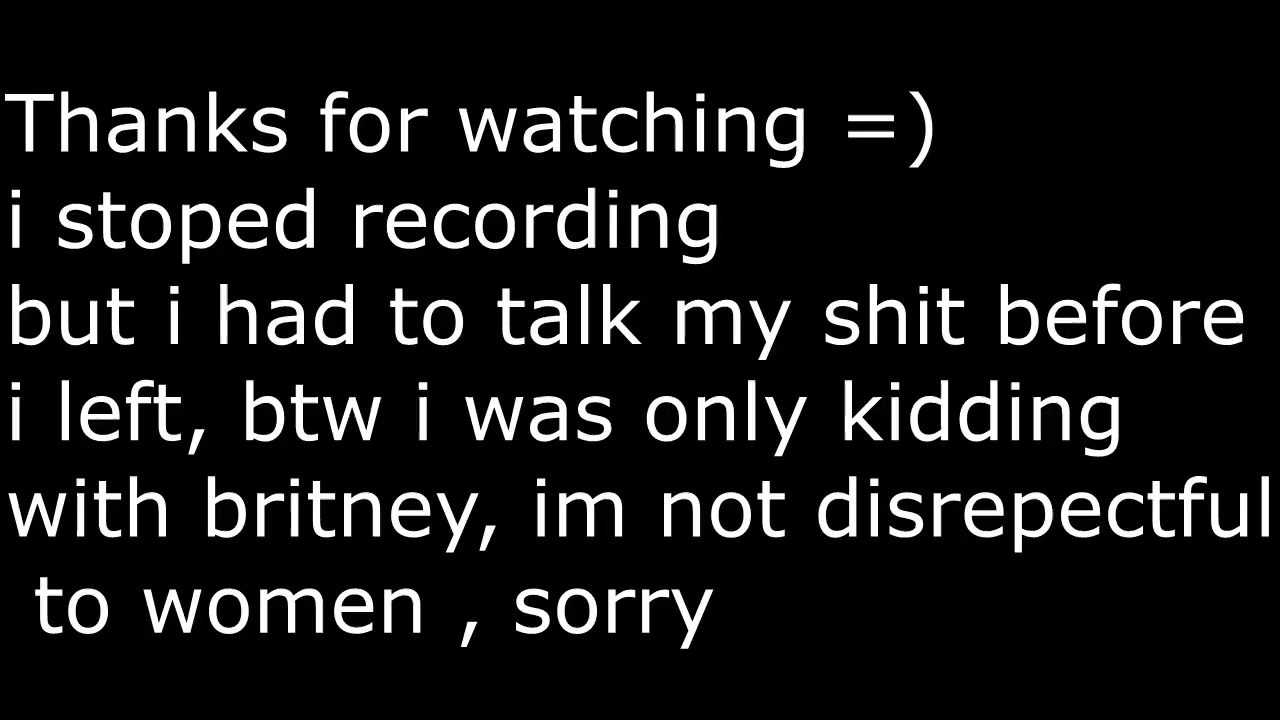 Thanks for watching =)
i stoped recording
but i had to talk my shit before
i left, btw i was only kidding
with britney, im not disrepectful
to women , sorry